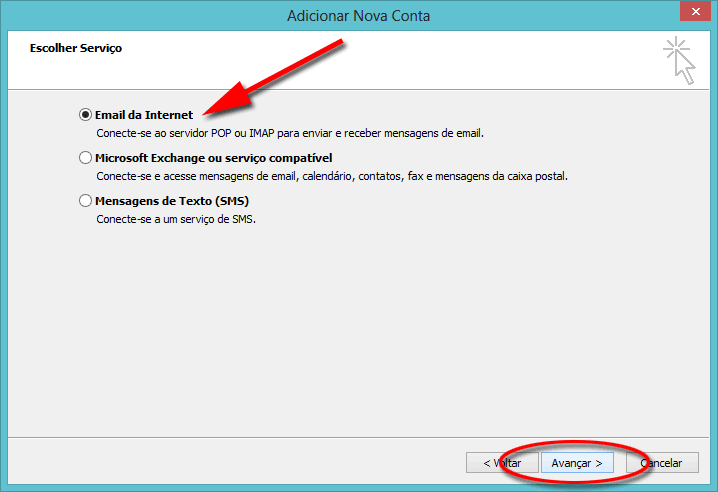 Adicionar Nova Conta
Escolher Serviço
Email da Internet
Conecte-se ao servidor POP ou IMAP para enviar e receber mensagens de email.
Microsoft Exchange ou serviço compatível
Conecte-se e acesse mensagens de email, calendário, contatos, fax e mensagens da caixa postal.
Mensagens de Texto (SMS)
Conecte-se a um serviço de SMS.
< Voltar Avançar > Cancelar